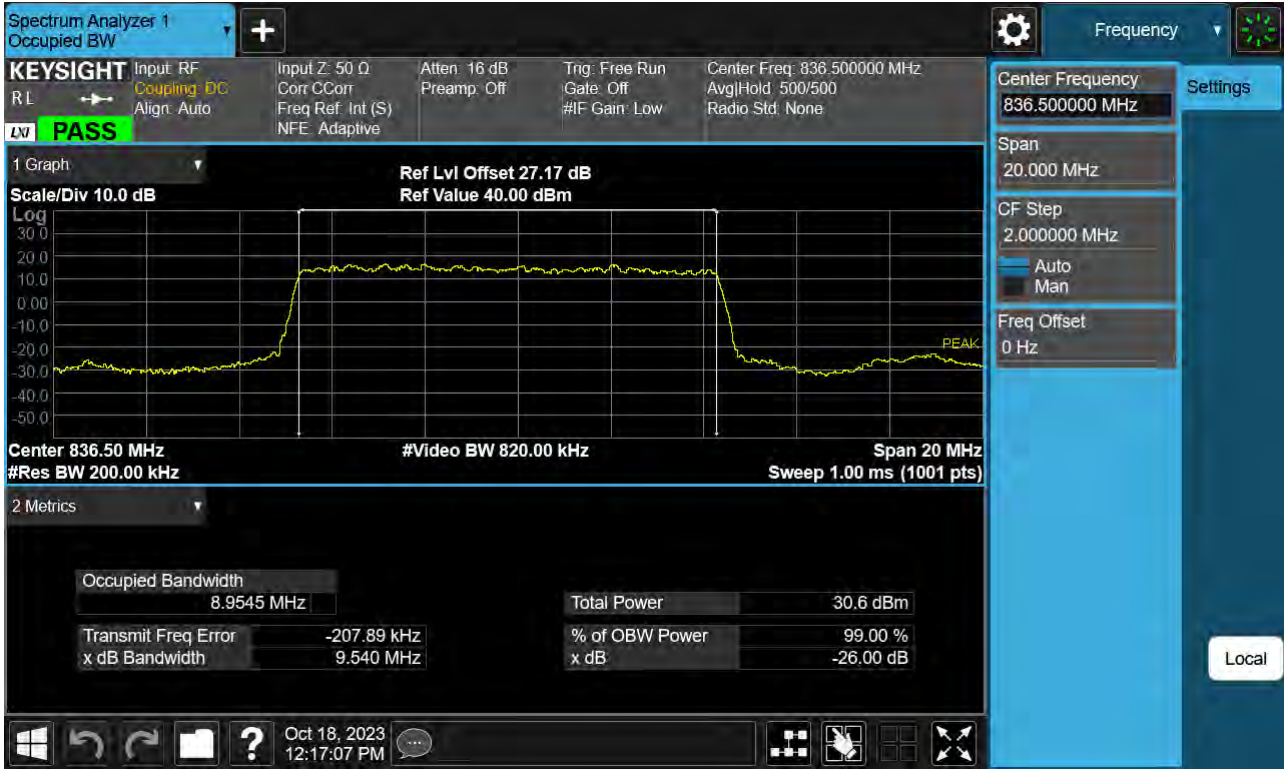 Spectrum Analyzer 1
Occupied BW
Frequency
KEYSIGHT
R L
LXI
PASS
Input: RF
Coupling: DC
Align: Auto
Input Z: 50 Ω
Corr CCorr
Freq Ref: Int (S)
NFE: Adaptive
Atten: 16 dB
Preamp: Off
Trig: Free Run
Gate: Off
#IF Gain: Low
Center Freq: 836.500000 MHz
Avg|Hold: 500/500
Radio Std: None
1 Graph
Scale/Div 10.0 dB
Ref Lvl Offset 27.17 dB
Ref Value 40.00 dBm
Log
30.0
20.0
10.0
0.00
-10.0
-20.0
-30.0
-40.0
-50.0
PEAK
Center 836.50 MHz
#Video BW 820.00 kHz
Span 20 MHz
#Res BW 200.00 kHz
Sweep 1.00 ms (1001 pts)
2 Metrics
Occupied Bandwidth
8.9545 MHz
Total Power 30.6 dBm
Transmit Freq Error -207.89 kHz
% of OBW Power 99.00 %
x dB Bandwidth 9.540 MHz
x dB -26.00 dB
Center Frequency
836.500000 MHz
Settings
Span
20.000 MHz
CF Step
2.000000 MHz
Auto
Man
Freq Offset
0 Hz
Local
?
Oct 18, 2023
12:17:07 PM